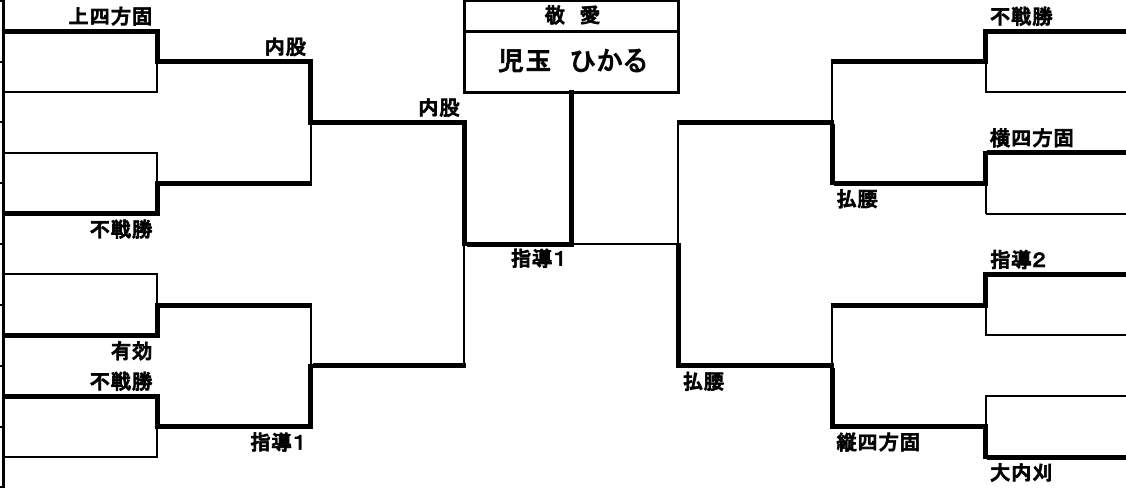 敬愛
児玉 ひかる
上四方固
内股
内股
不戦勝
有効
不戦勝
指導1
指導1
不戦勝
横四方固
払腰
指導2
払腰
縦四方固
大内刈